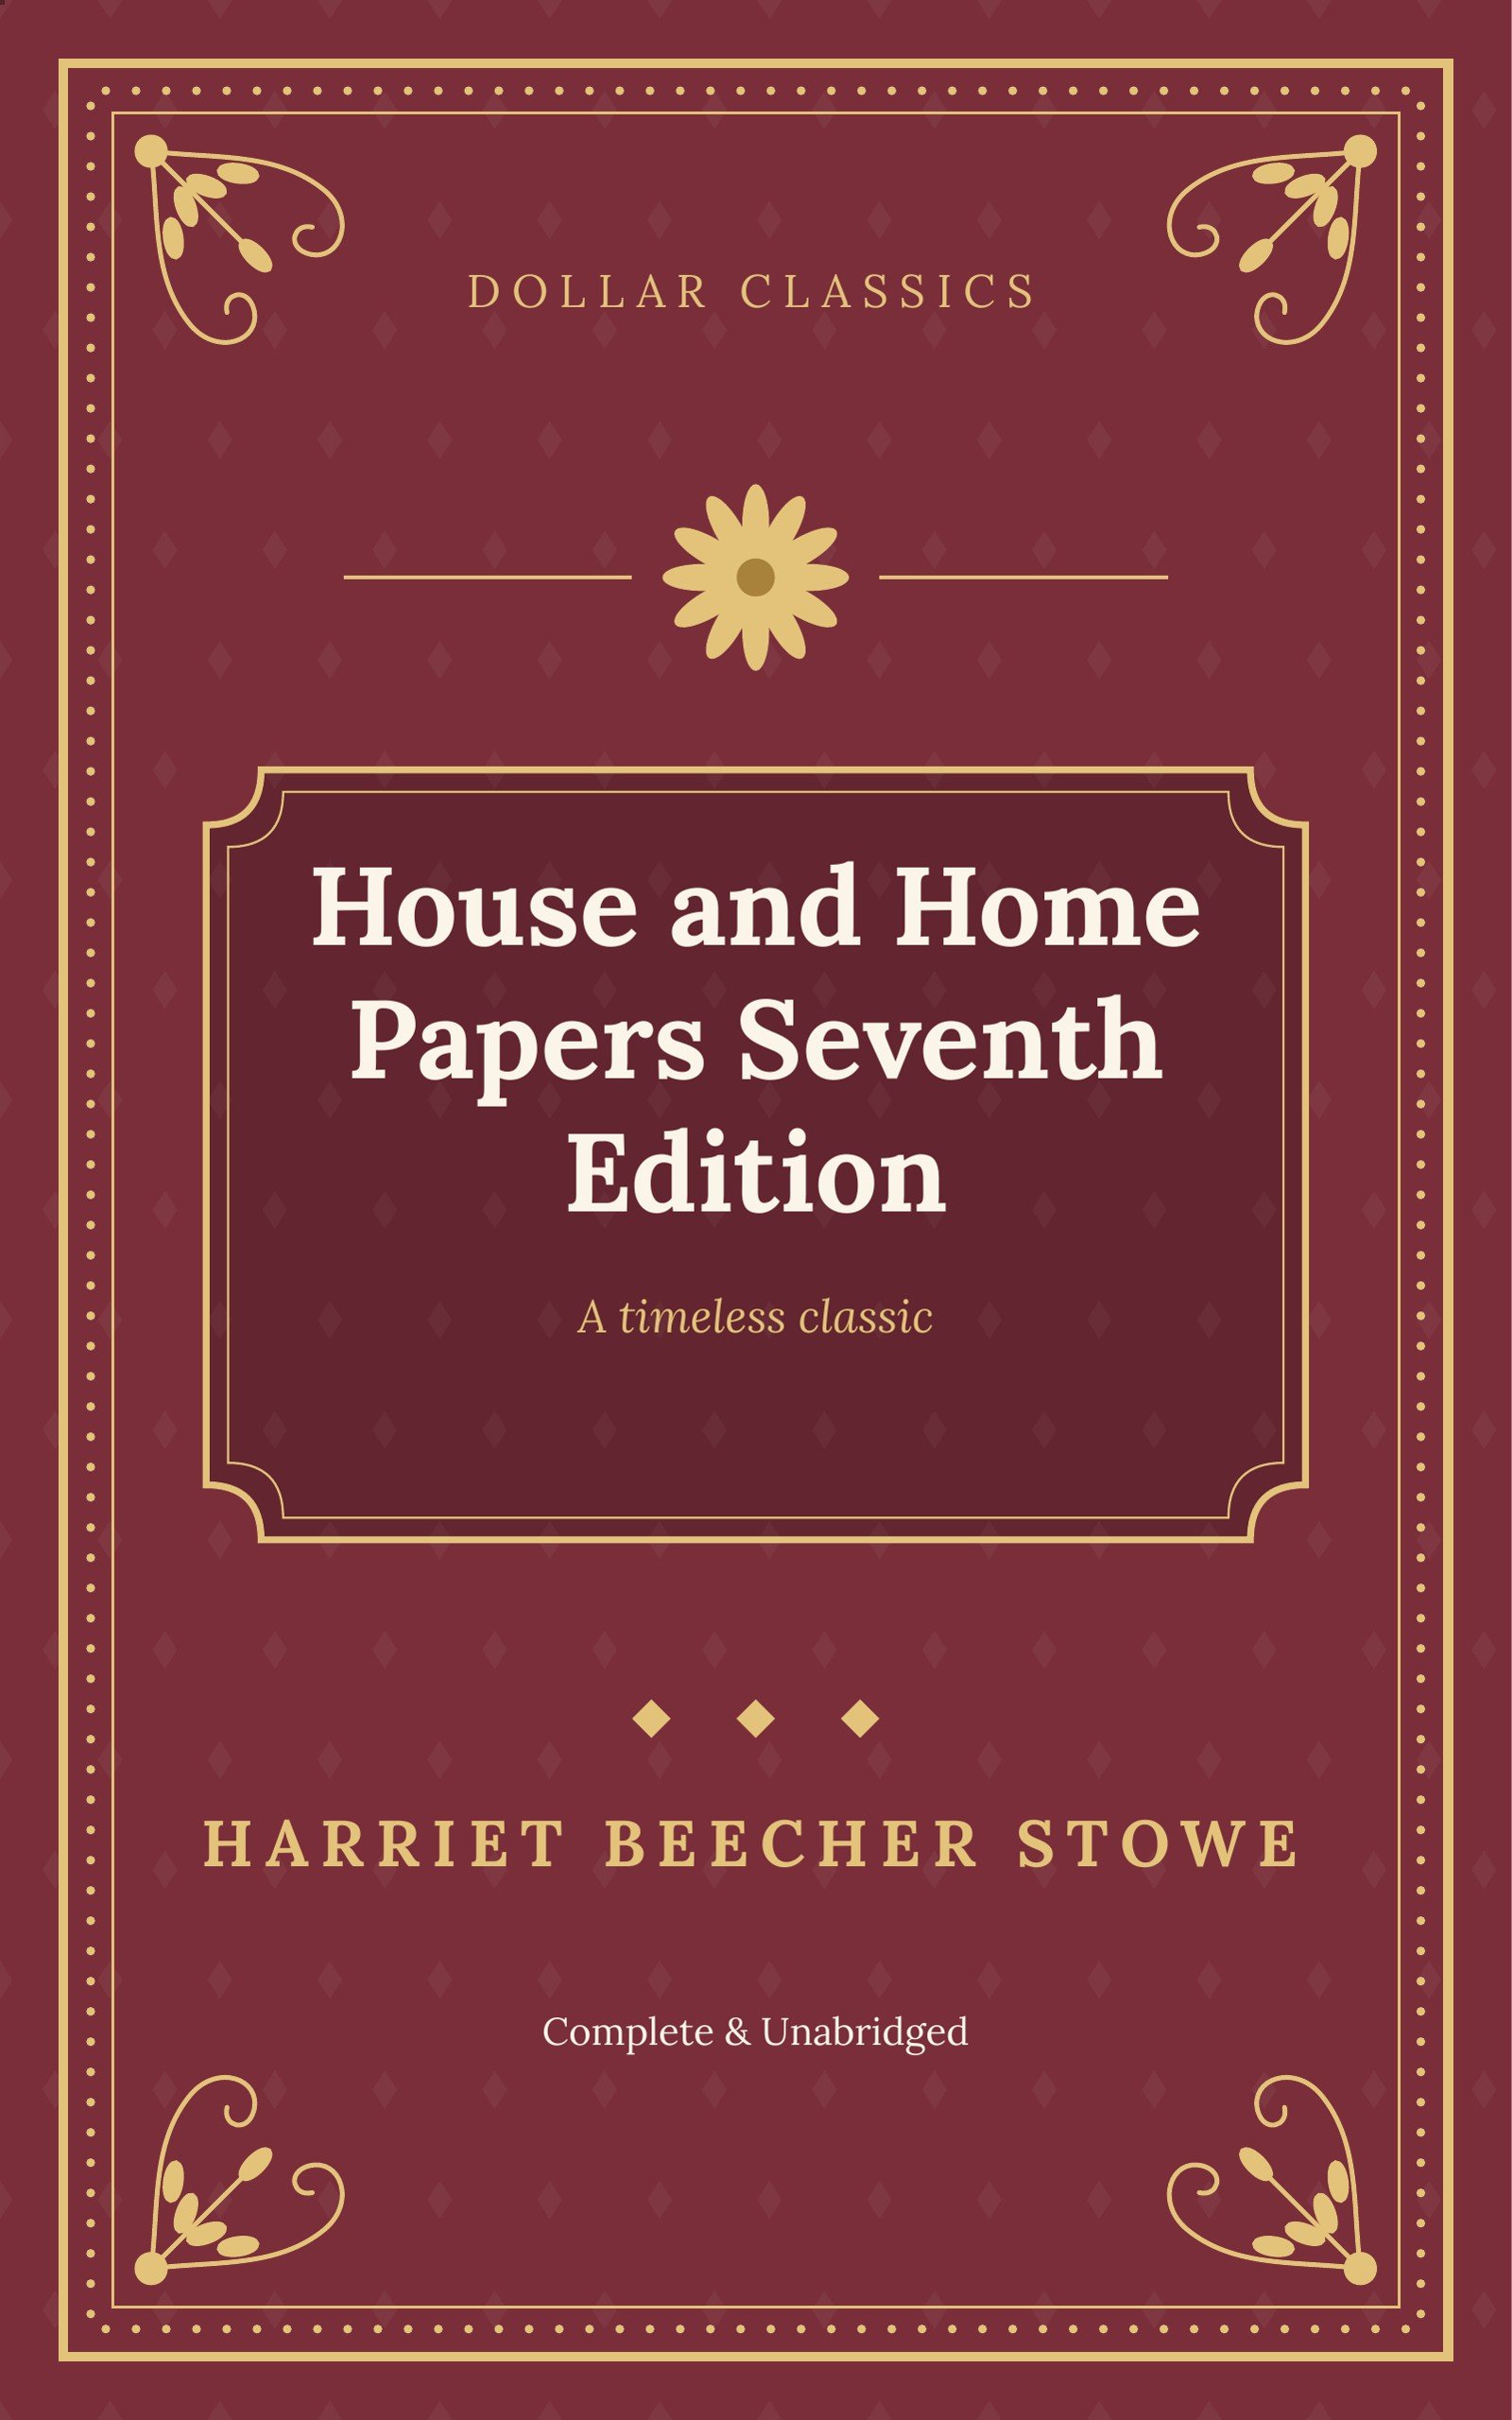 DOLLAR CLASSICS
House and Home
Papers Seventh
Edition
A timeless classic
HARRIET BEECHER STOWE
Complete & Unabridged